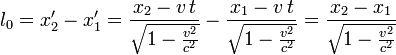 l_0 = x'_2 - x'_1 = \frac{x_2 - v\,t}{\sqrt{1 - \frac{v^2}{c^2}}} - \frac{x_1 - v\,t}{\sqrt{1 - \frac{v^2}{c^2}}} = \frac{x_2 - x_1}{\sqrt{1 - \frac{v^2}{c^2}}}